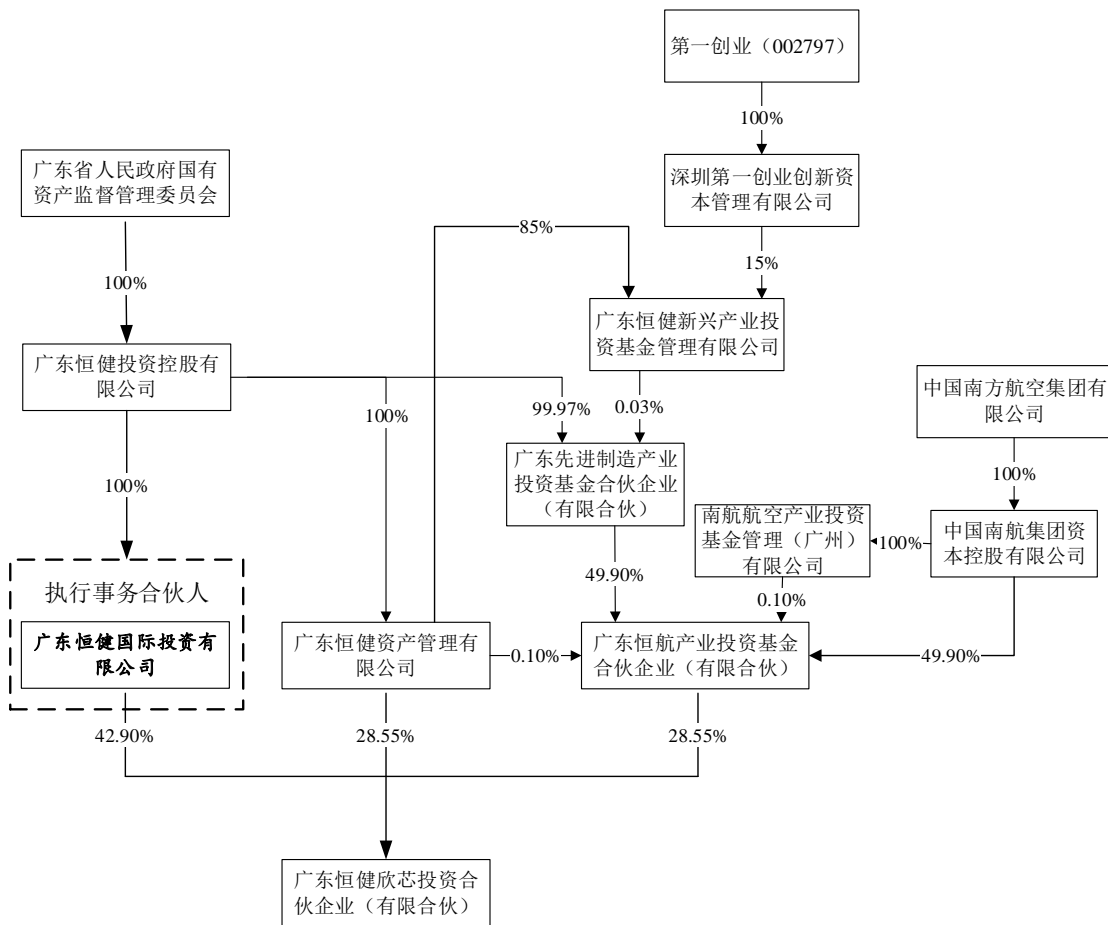 第一创业（002797）
100%
广东省人民政府国有
资产监督管理委员会
深圳第一创业创新资
本管理有限公司
85%
15%
100%
广东恒健新兴产业投
资基金管理有限公司
广东恒健投资控股有
限公司
中国南方航空集团有
限公司
99.97%
0.03%
100%
广东先进制造产业
投资基金合伙企业
（有限合伙）
100%
100%
南航航空产业投资
基金管理（广州）
有限公司
100%
中国南航集团资
本控股有限公司
49.90%
0.10%
执行事务合伙人
广东恒健国际投资有
限公司
广东恒健资产管理有
限公司
0.10%
广东恒航产业投资基金
合伙企业（有限合伙）
49.90%
42.90%
28.55%
28.55%
广东恒健欣芯投资合
伙企业（有限合伙）